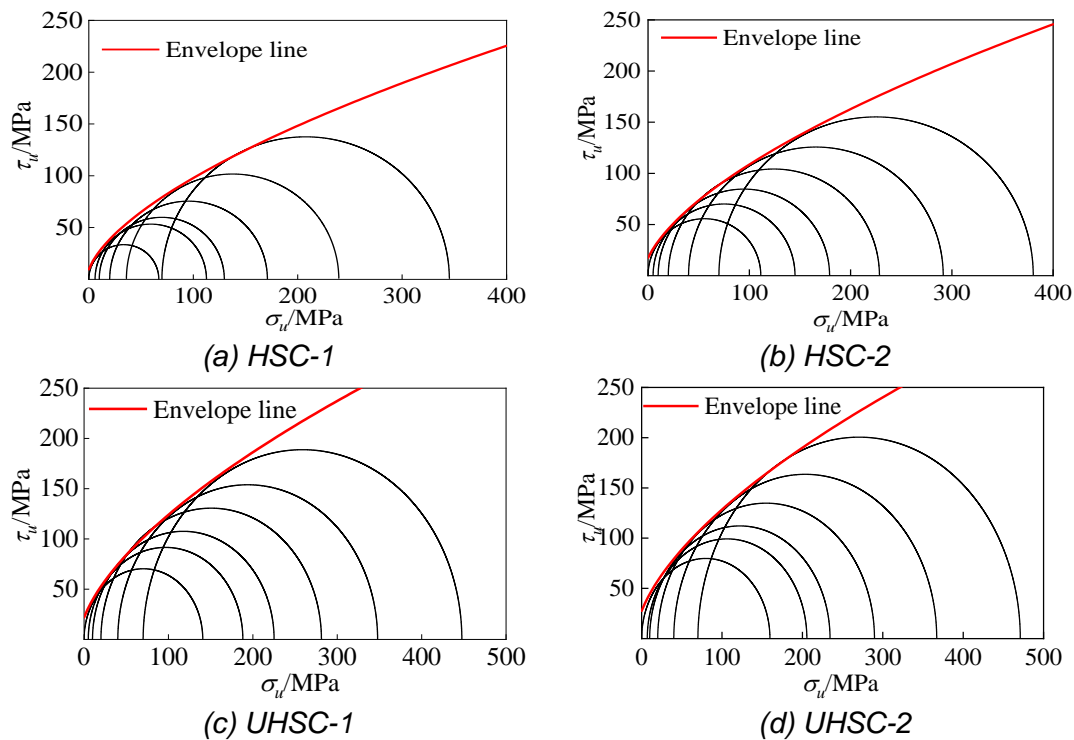 250
Envelope line
200
150
100
50
τu/MPa
0 100 200 300 400
σu/MPa
(a) HSC-1
250
Envelope line
200
150
100
50
τu/MPa
0 100 200 300 400
σu/MPa
(b) HSC-2
250
Envelope line
200
150
100
50
τu/MPa
0 100 200 300 400 500
σu/MPa
(c) UHSC-1
250
Envelope line
200
150
100
50
τu/MPa
0 100 200 300 400 500
σu/MPa
(d) UHSC-2